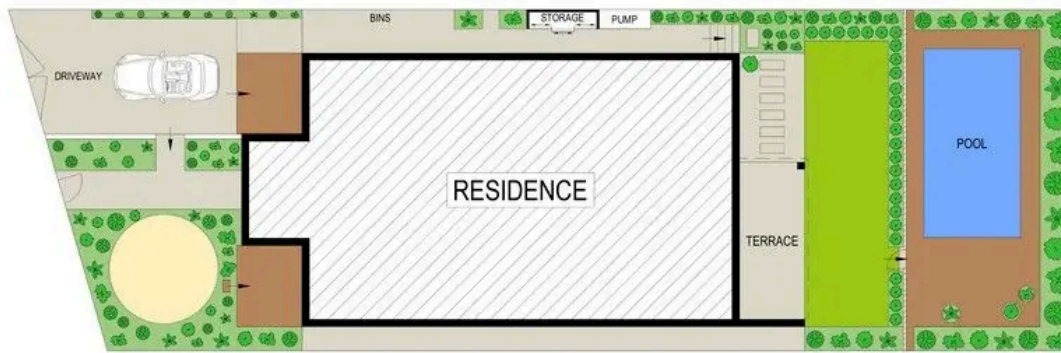 BINS
STORAGE
PUMP
DRIVEWAY
POOL
RESIDENCE
TERRACE